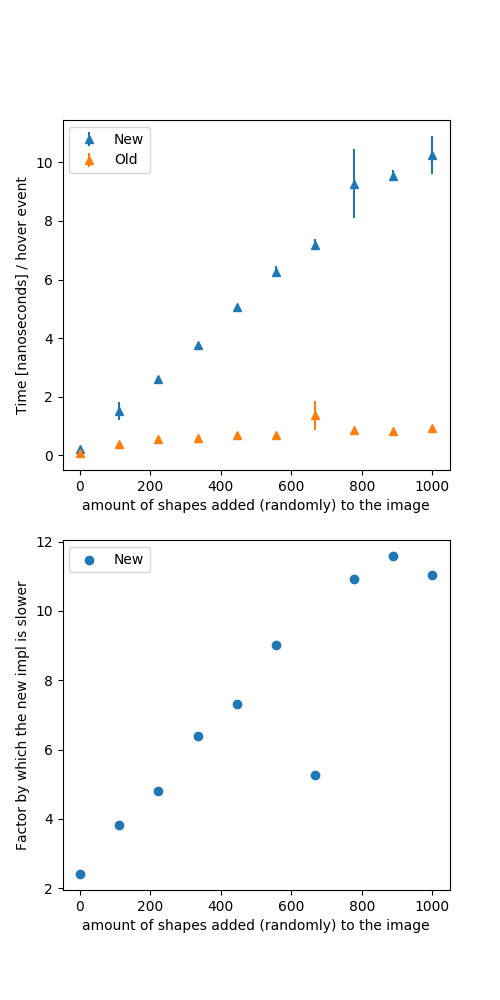 New
Old
10
8
6
4
2
0
Time [nanoseconds] / hover event
0 200 400 600 800 1000
amount of shapes added (randomly) to the image
New
12
10
8
6
4
2
Factor by which the new impl is slower
0 200 400 600 800 1000
amount of shapes added (randomly) to the image